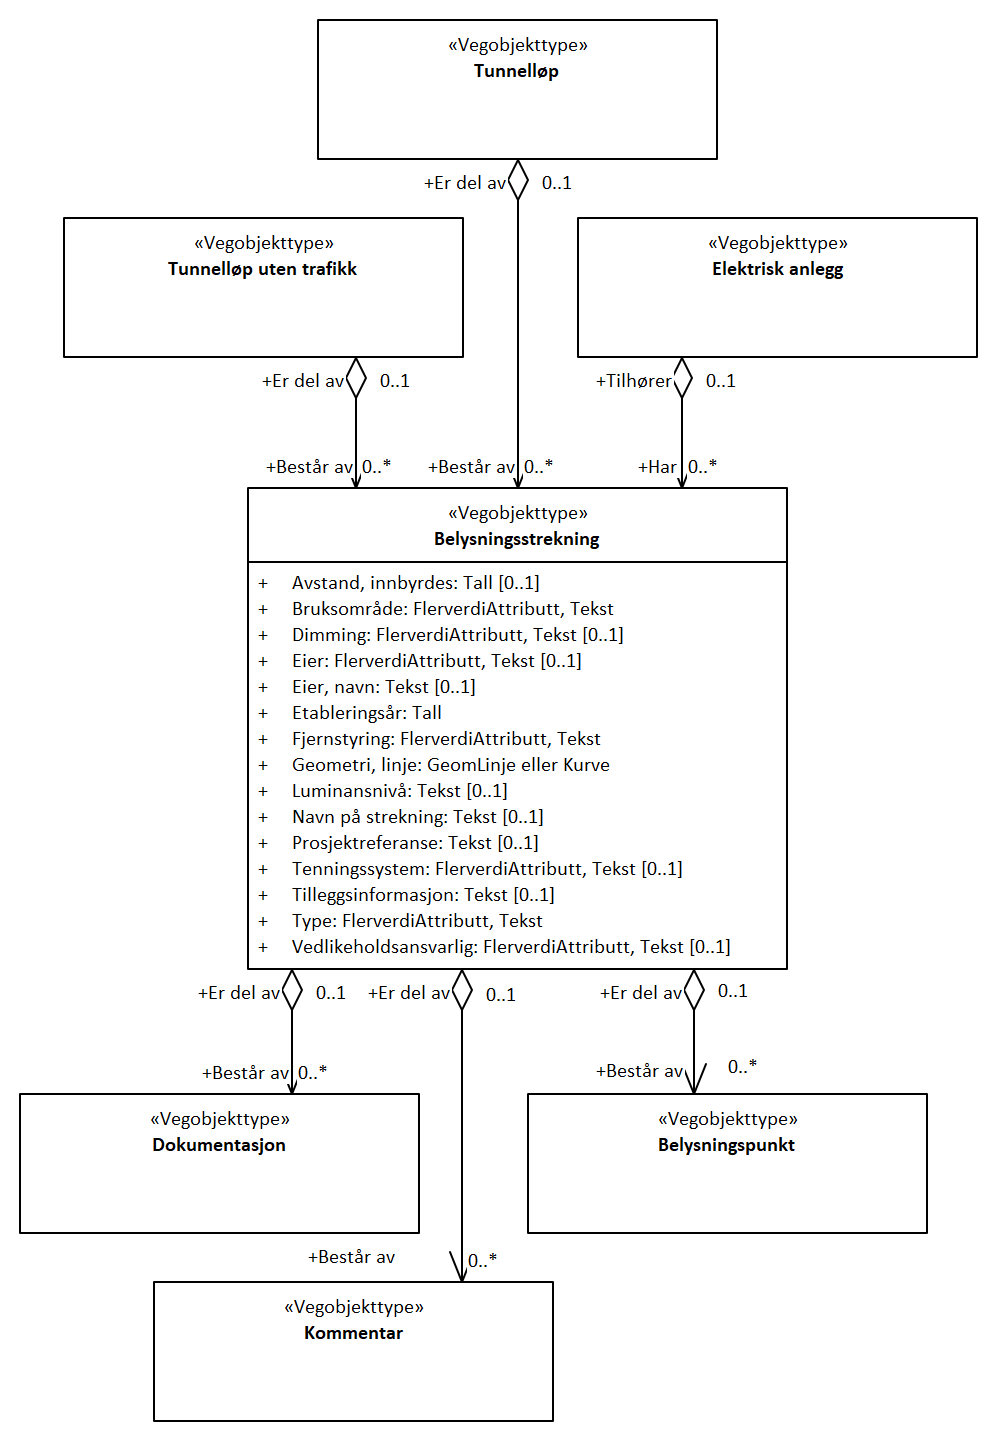 «Vegobjekttype»
Tunnelløp
+Er del av 0..1
«Vegobjekttype»
Tunnelløp uten trafikk
«Vegobjekttype»
Elektrisk anlegg
+Er del av 0..1
+Tilhører 0..1
+Består av 0..*
+Består av 0..*
+Har 0..*
«Vegobjekttype»
Belysningsstrekning
+ Avstand, innbyrdes: Tall [0..1]
+ Bruksområde: FlerverdiAttributt, Tekst
+ Dimming: FlerverdiAttributt, Tekst [0..1]
+ Eier: FlerverdiAttributt, Tekst [0..1]
+ Eier, navn: Tekst [0..1]
+ Etableringsår: Tall
+ Fjernstyring: FlerverdiAttributt, Tekst
+ Geometri, linje: GeomLinje eller Kurve
+ Luminansnivå: Tekst [0..1]
+ Navn på strekning: Tekst [0..1]
+ Prosjektreferanse: Tekst [0..1]
+ Tenningssystem: FlerverdiAttributt, Tekst [0..1]
+ Tilleggsinformasjon: Tekst [0..1]
+ Type: FlerverdiAttributt, Tekst
+ Vedlikeholdsansvarlig: FlerverdiAttributt, Tekst [0..1]
+Er del av 0..1
+Er del av 0..1
+Er del av 0..1
+Består av 0..*
+Består av 0..*
«Vegobjekttype»
Dokumentasjon
«Vegobjekttype»
Belysningspunkt
+Består av 0..*
«Vegobjekttype»
Kommentar